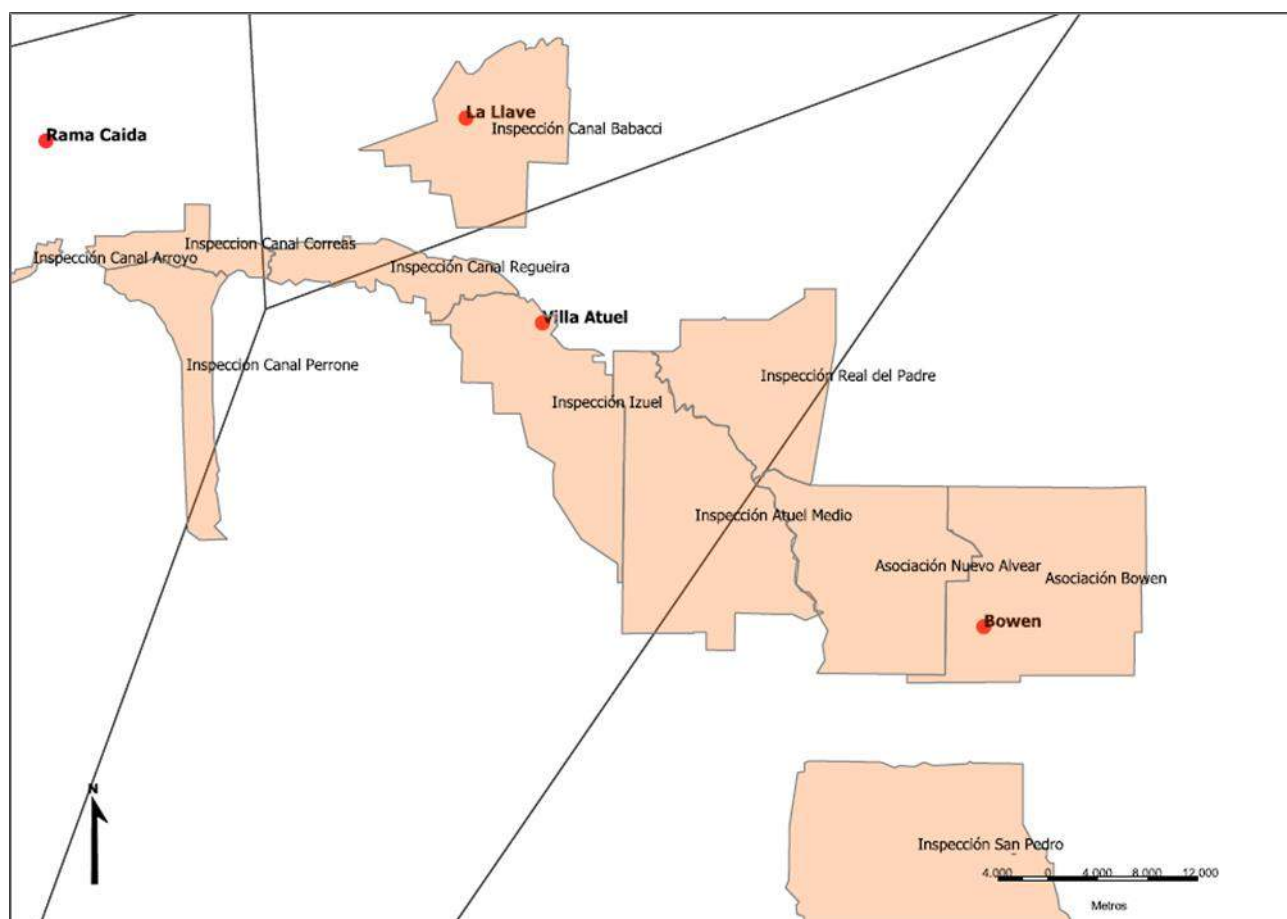 La Llave
Inspección Canal Babacci
Rama Caida
Inspeccion Canal Correas
Inspección Canal Arroyo
Inspección Canal Regueira
Villa Atuel
Inspeccion Canal Perrone
Inspección Real del Padre
Inspección Izuel
Inspección Atuel Medio
Asociación Nuevo Alvear
Asociación Bowen
Bowen
N
Inspección San Pedro
4.000 0 4.000 8.000 12.000
Metros